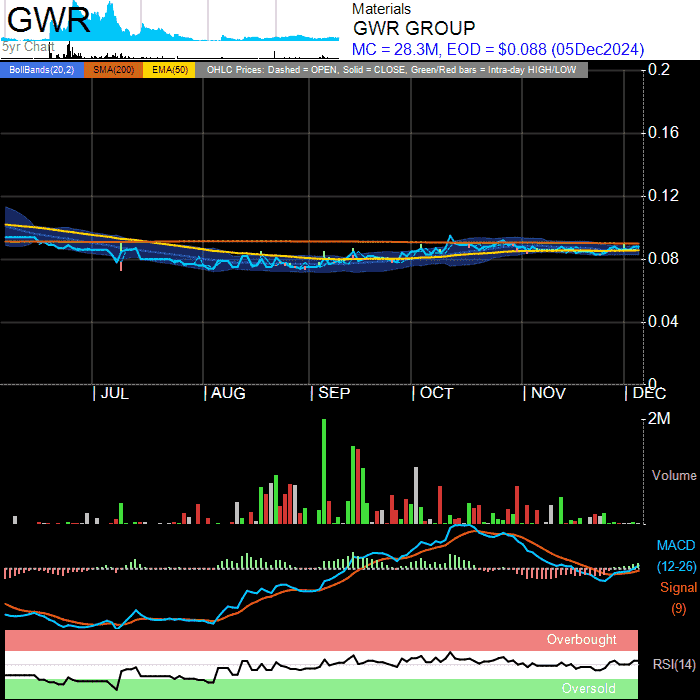 GWR
5yr Chart
Materials
GWR GROUP
MC = 28.3M, EOD = $0.088 (05Dec2024)
BollBands(20,2) SMA(200) EMA(50) OHLC Prices: Dashed = OPEN, Solid = CLOSE, Green/Red bars = Intra-day HIGH/LOW
0.2
0.16
0.12
0.08
0.04
0
JUL AUG SEP OCT NOV DEC
2M
Volume
MACD
(12-26)
Signal
(9)
Overbought
RSI(14)
Oversold